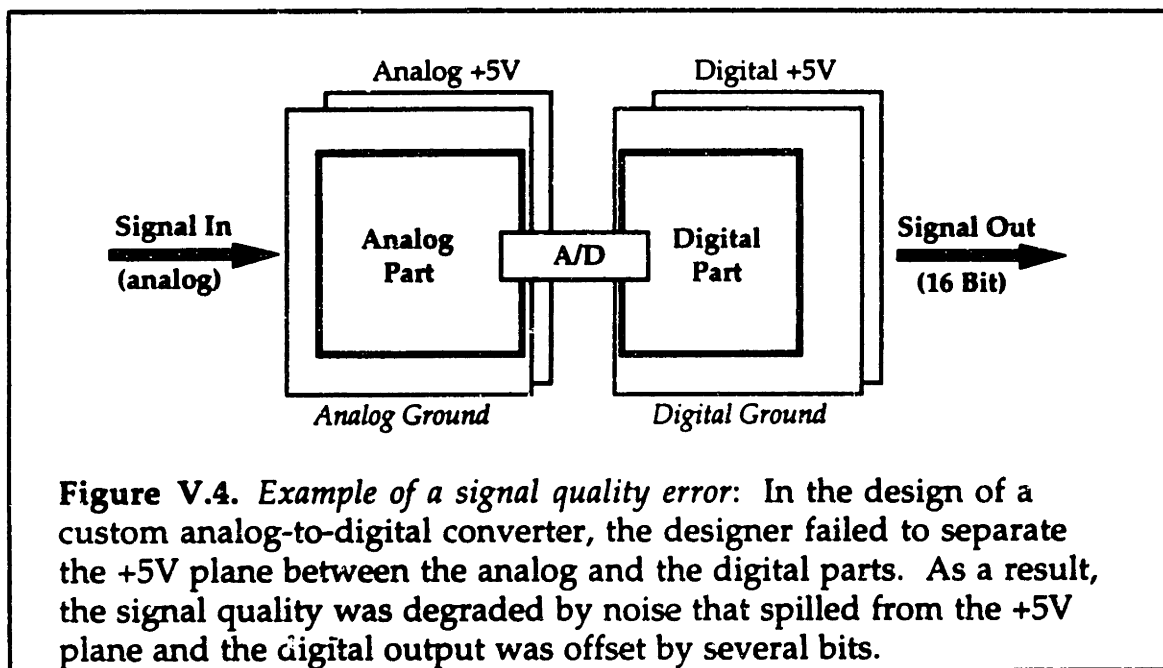 Analog +5V
Digital +5V
Signal In
(analog)
Analog
Part
A/D
Digital
Part
Signal Out
(16 Bit)
Analog Ground
Digital Ground
Figure V.4. Example of a signal quality error: In the design of a
custom analog-to-digital converter, the designer failed to separate
the +5V plane between the analog and the digital parts. As a result,
the signal quality was degraded by noise that spilled from the +5V
plane and the digital output was offset by several bits.